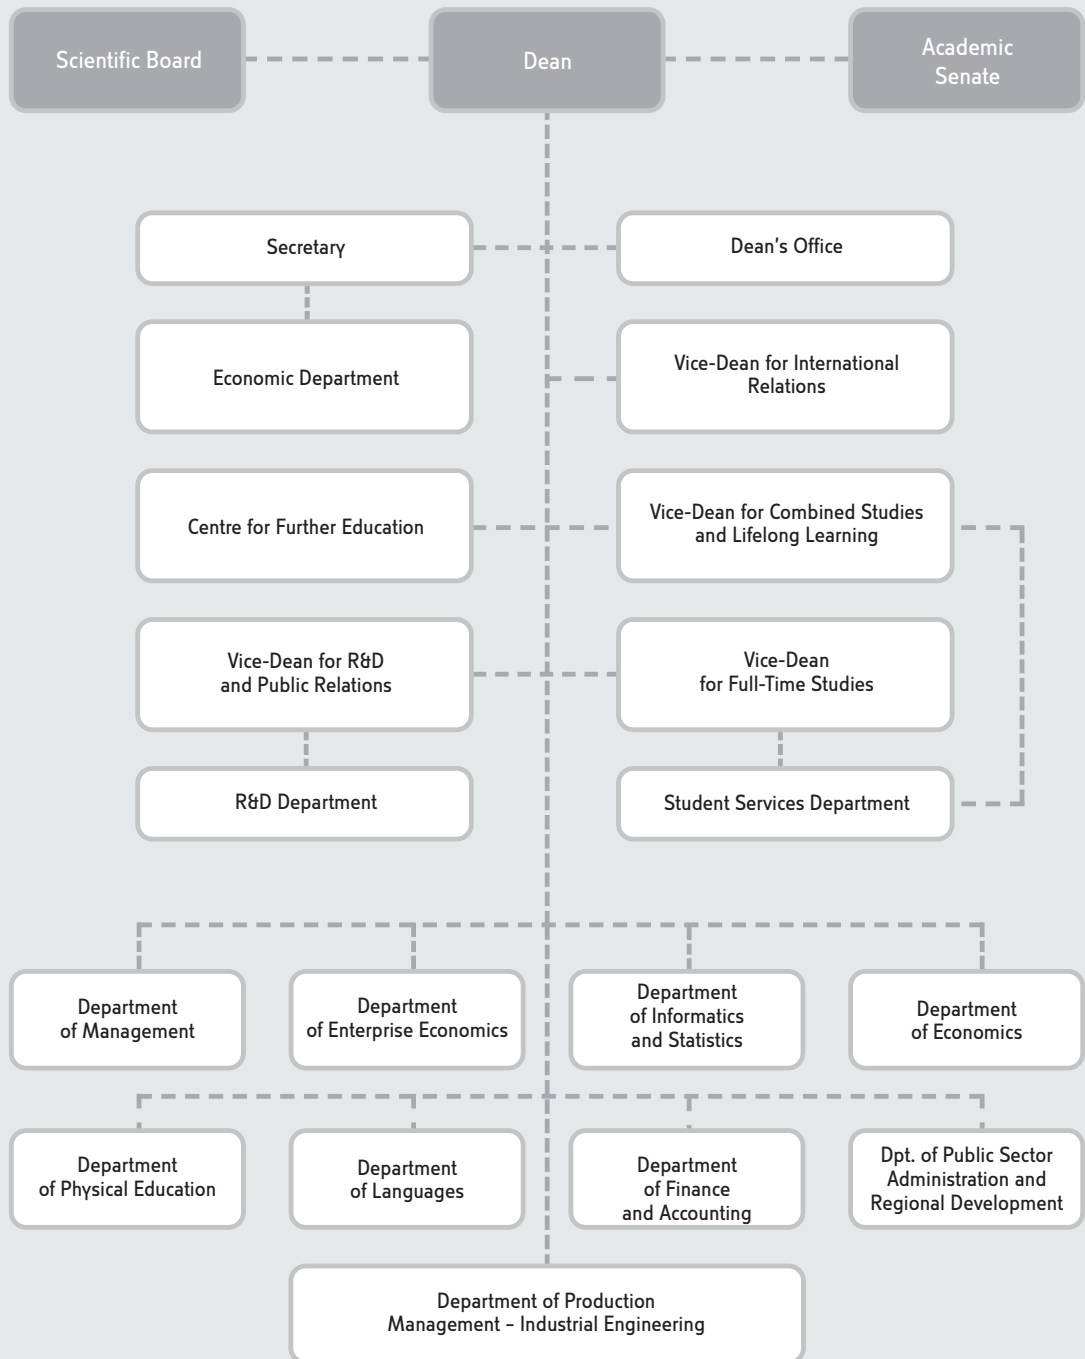 Scientific Board
Dean
Academic
Senate
Secretary
Dean's Office
Economic Department
Vice-Dean for International
Relations
Centre for Further Education
Vice-Dean for Combined Studies
and Lifelong Learning
Vice-Dean for R&D
and Public Relations
Vice-Dean
for Full-Time Studies
R&D Department
Student Services Department
Department
of Management
Department
of Enterprise Economics
Department
of Informatics
and Statistics
Department
of Economics
Department
of Physical Education
Department
of Languages
Department
of Finance
and Accounting
Dpt. of Public Sector
Administration and
Regional Development
Department of Production
Management – Industrial Engineering